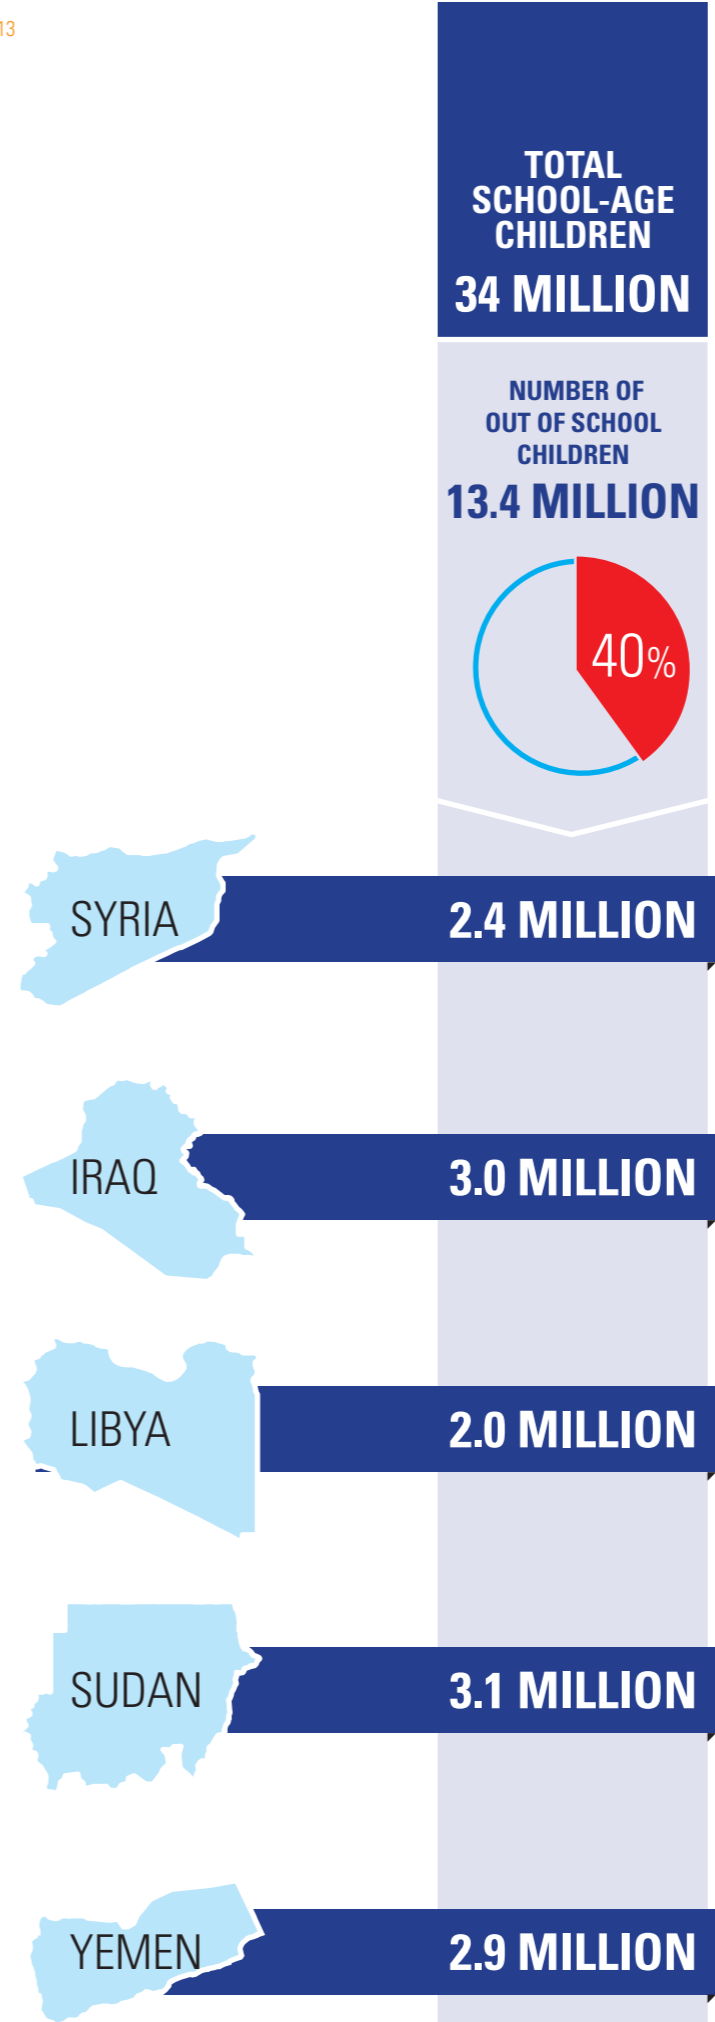 13
TOTAL
SCHOOL-AGE
CHILDREN
34 MILLION
NUMBER OF
OUT OF SCHOOL
CHILDREN
13.4 MILLION
40%
SYRIA 2.4 MILLION
IRAQ 3.0 MILLION
LIBYA 2.0 MILLION
SUDAN 3.1 MILLION
YEMEN 2.9 MILLION